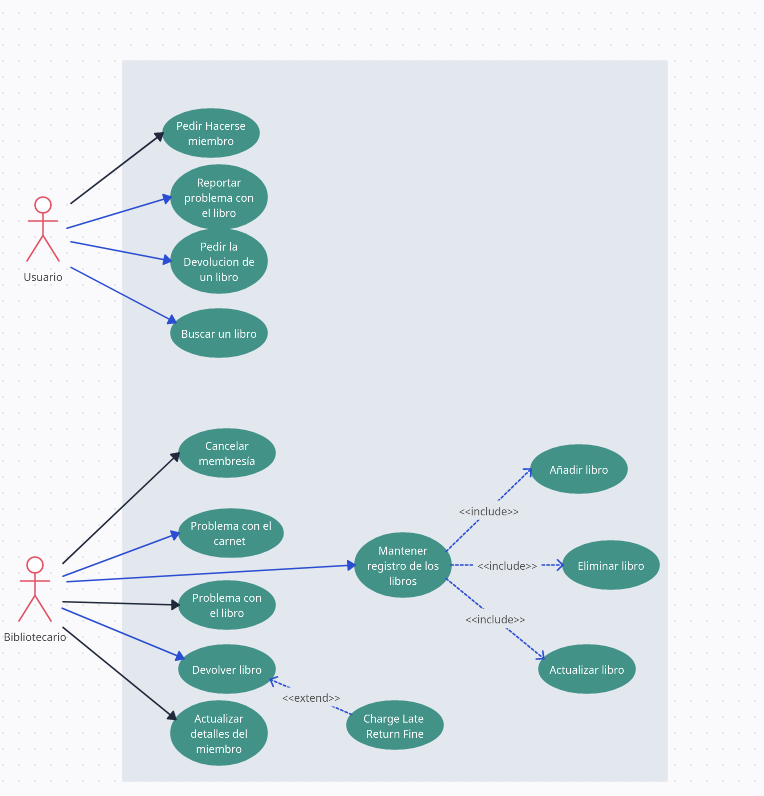 Pedir Hacerse
miembro
Reportar
problema con
el libro
Pedir la
Devolucion de
un libro
Usuario
Buscar un libro
Cancelar
membresía
Añadir libro
<<include>>
Problema con el
carnet
Mantener
registro de los
libros
<<include>>
Eliminar libro
Problema con
el libro
<<include>>
Bibliotecario
Devolver libro
Actualizar libro
<<extend>>
Charge Late
Return Fine
Actualizar
detalles del
miembro